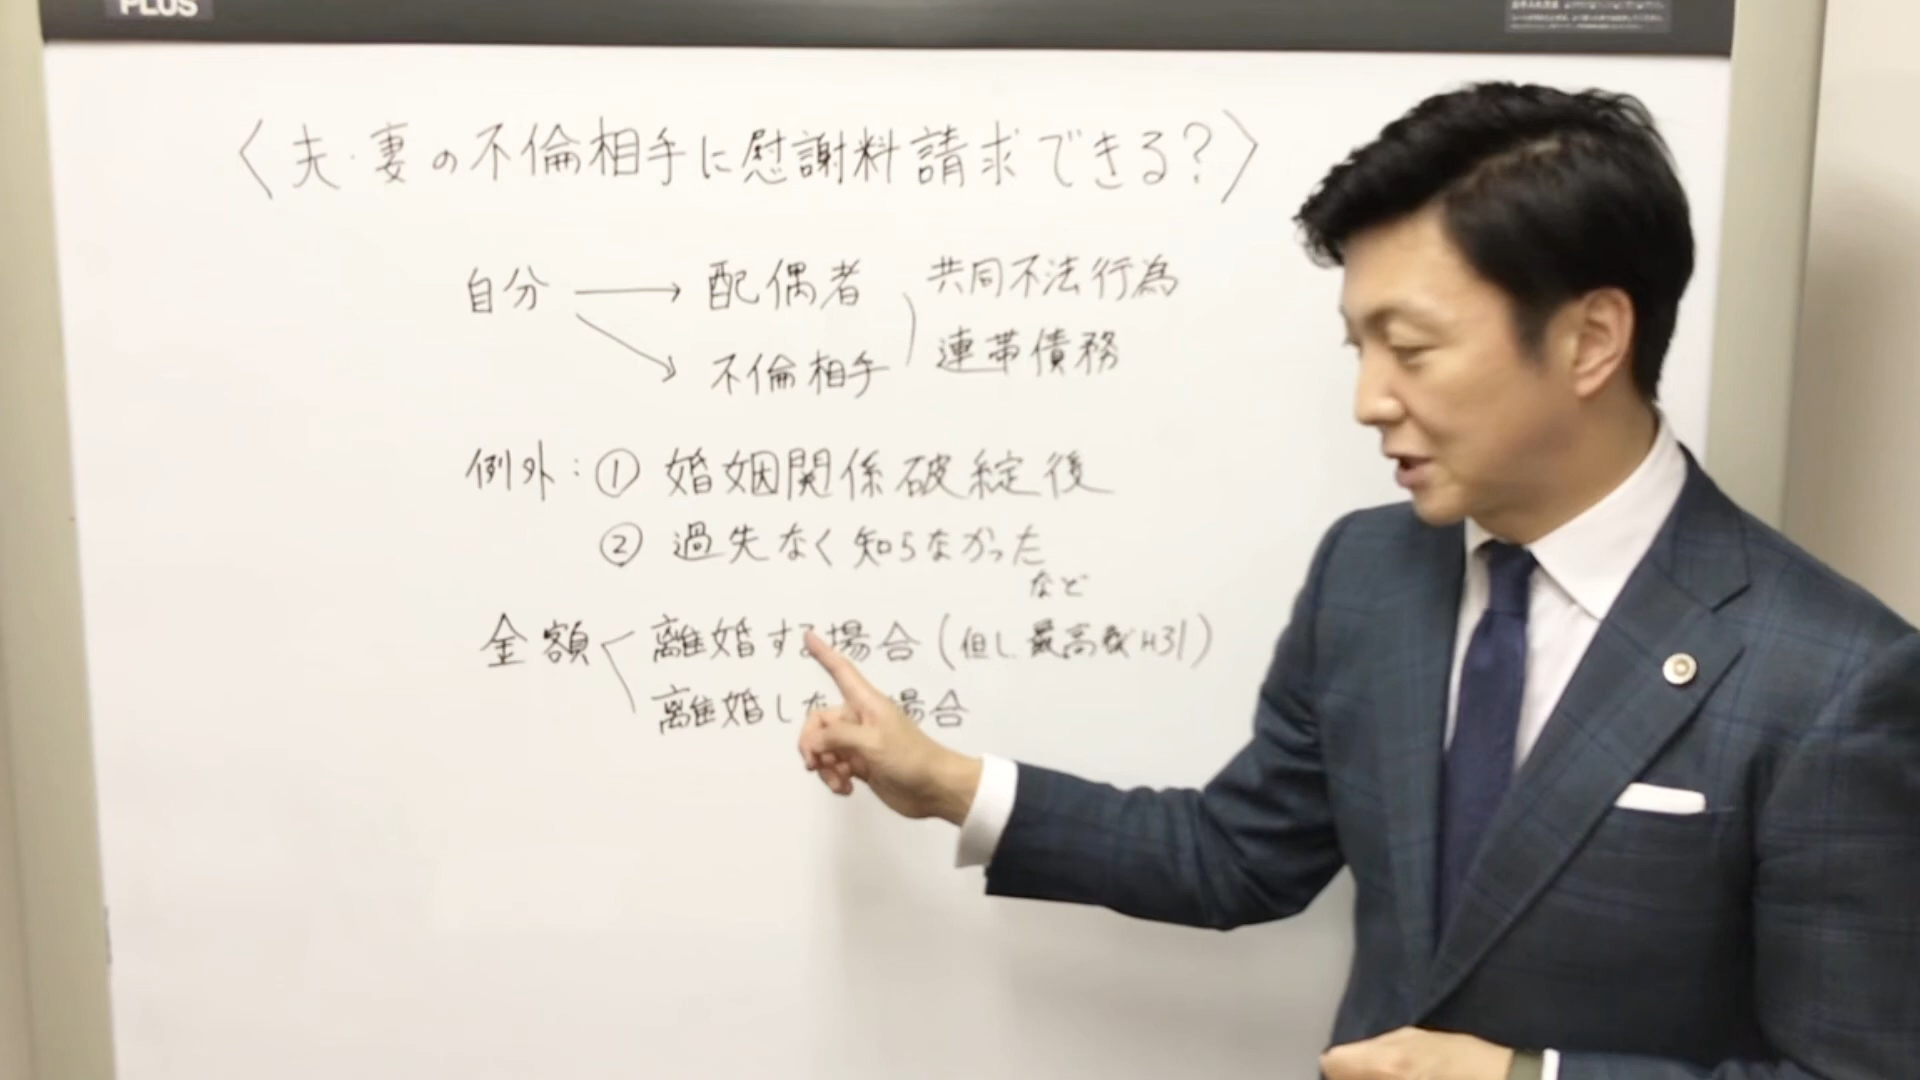 PLUS
〈夫・妻の不倫相手に慰謝料請求できる?〉
自分 → 配偶者 共同不法行為
→ 不倫相手 連帯債務
例外:① 婚姻関係破綻後
② 過失なく知らなかった
など
金額 離婚する場合(但し最高裁H31)
離婚しな 場合